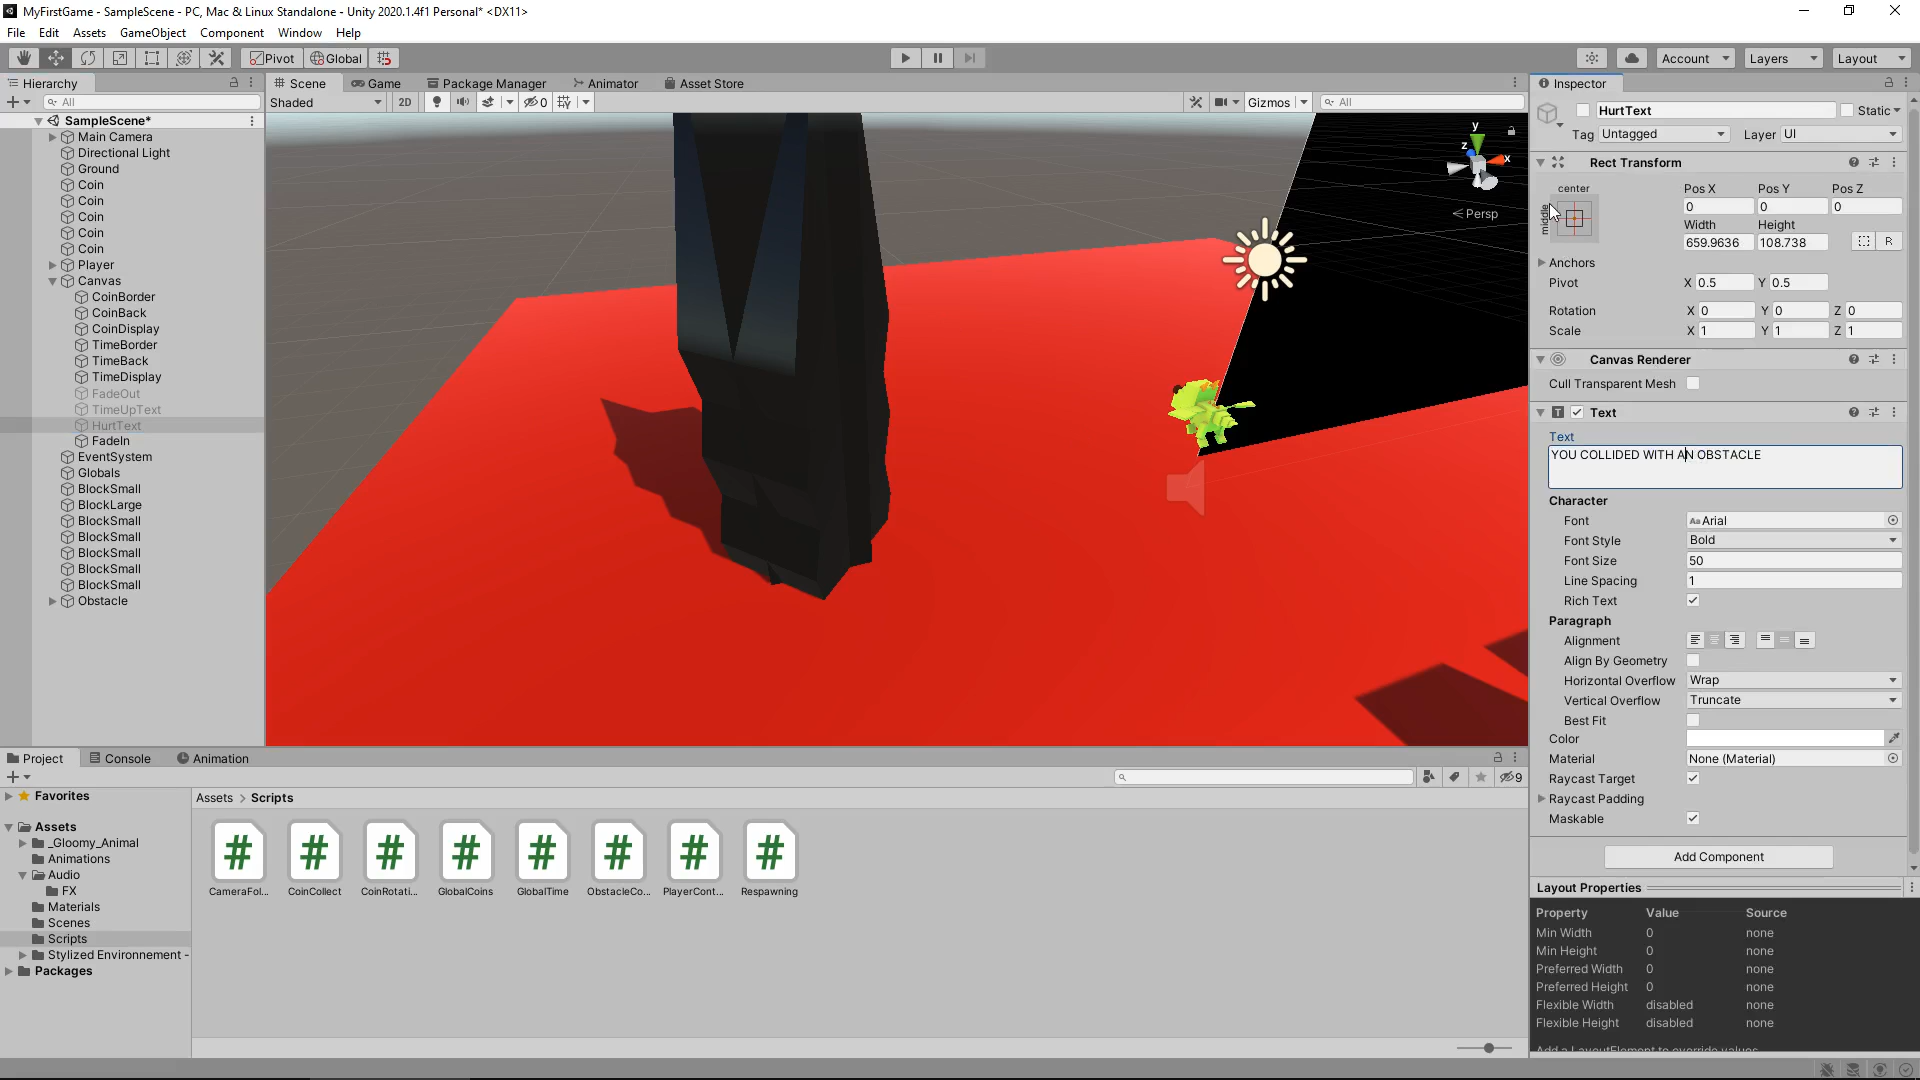 MyFirstGame - SampleScene - PC, Mac & Linux Standalone - Unity 2020.1.4f1 Personal* <DX11>
File Edit Assets GameObject Component Window Help
Pivot Global Account Layers Layout
Hierarchy
Scene Game Package Manager Animator Asset Store
Inspector
All
Shaded 2D 0 Gizmos All
HurtText Static
Tag Untagged Layer UI
SampleScene*
Main Camera
Directional Light
Ground
Coin
Coin
Coin
Coin
Coin
Player
Canvas
CoinBorder
CoinBack
CoinDisplay
TimeBorder
TimeBack
TimeDisplay
FadeOut
TimeUpText
HurtText
FadeIn
EventSystem
Globals
BlockSmall
BlockLarge
BlockSmall
BlockSmall
BlockSmall
BlockSmall
BlockSmall
Obstacle
y
z x
Persp
Rect Transform
center
middle
Pos X Pos Y Pos Z
0 0 0
Width Height
659.9636 108.738 R
Anchors
Pivot X 0.5 Y 0.5
Rotation X 0 Y 0 Z 0
Scale X 1 Y 1 Z 1
Canvas Renderer
Cull Transparent Mesh
Text
Text
YOU COLLIDED WITH AN OBSTACLE
Character
Font Arial
Font Style Bold
Font Size 50
Line Spacing 1
Rich Text
Paragraph
Alignment
Align By Geometry
Horizontal Overflow Wrap
Vertical Overflow Truncate
Best Fit
Color
Material None (Material)
Raycast Target
Raycast Padding
Maskable
Add Component
Layout Properties
Property Value Source
Min Width 0 none
Min Height 0 none
Preferred Width 0 none
Preferred Height 0 none
Flexible Width disabled none
Flexible Height disabled none
Add a LayoutElement to override values
Project Console Animation
9
Favorites
Assets
_Gloomy_Animal
Animations
Audio
FX
Materials
Scenes
Scripts
Stylized Environnement -
Packages
Assets > Scripts
CameraFol... CoinCollect CoinRotati... GlobalCoins GlobalTime ObstacleCo... PlayerCont... Respawning